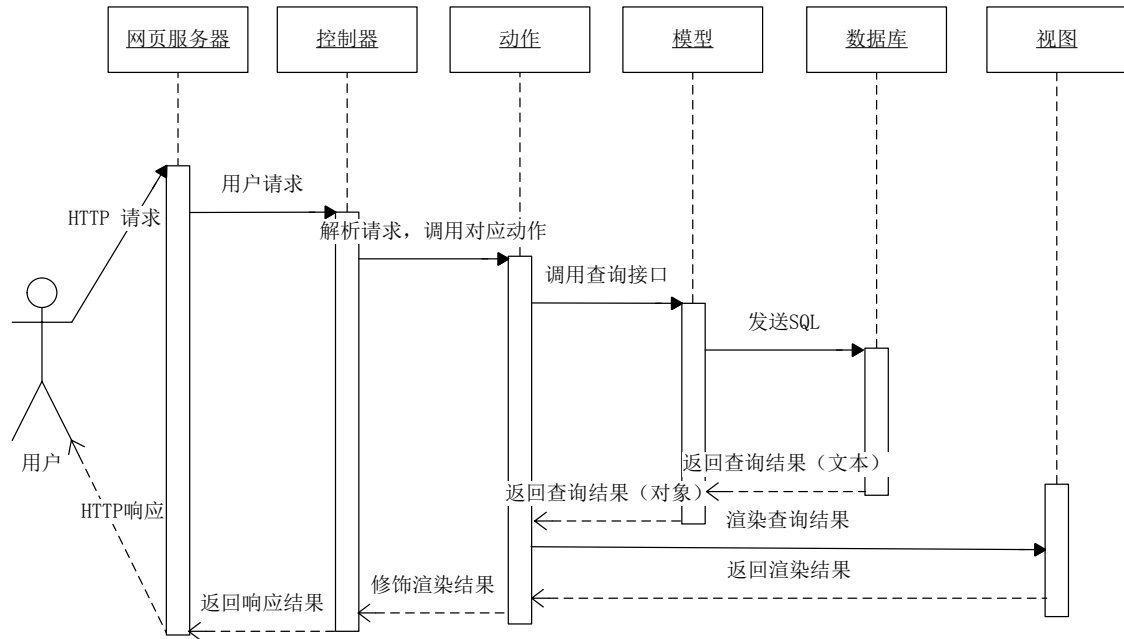 网页服务器
控制器
动作
模型
数据库
视图
用户请求
HTTP 请求
解析请求，调用对应动作
调用查询接口
发送SQL
用户
返回查询结果（文本）
返回查询结果（对象）
HTTP响应
渲染查询结果
返回渲染结果
修饰渲染结果
返回响应结果